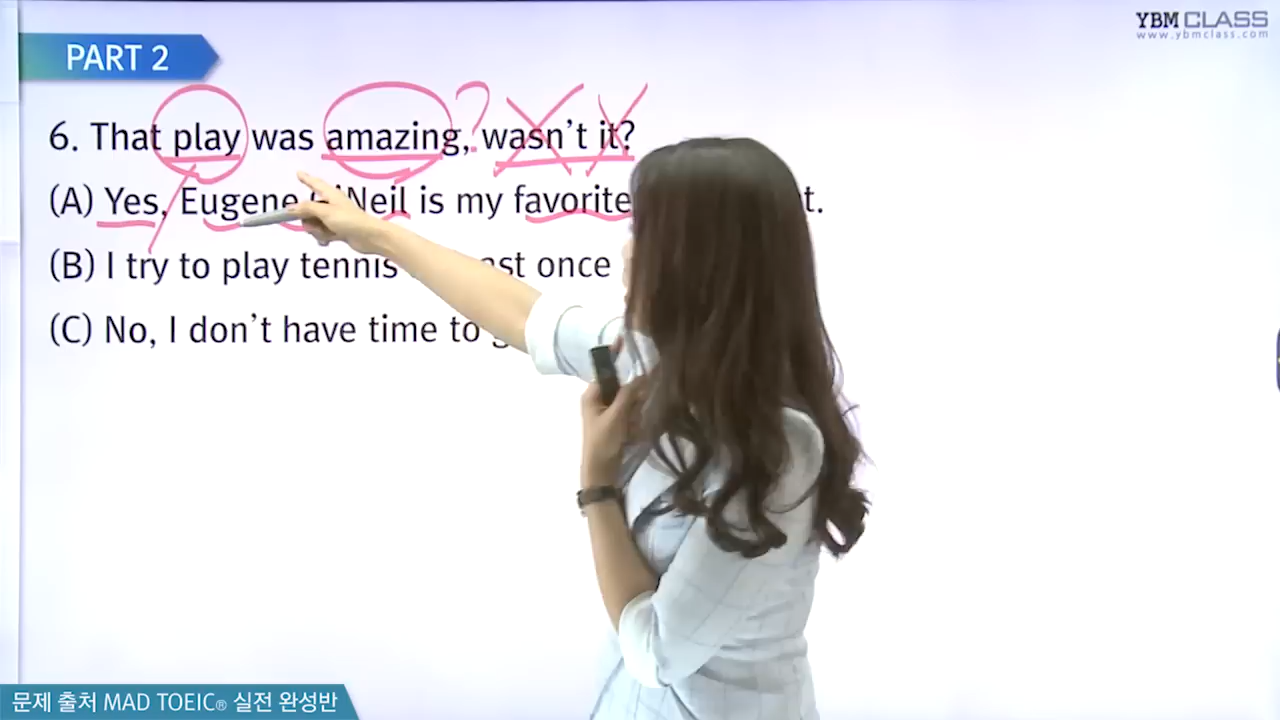 YBM CLASS
www.ybmclass.com
PART 2
6. That play was amazing, wasn't it?
?
(A) Yes, Eugene O'Neil is my favorite
(B) I try to play tennis once
(C) No, I don't have time to
문제 출처 MAD TOEIC® 실전 완성반